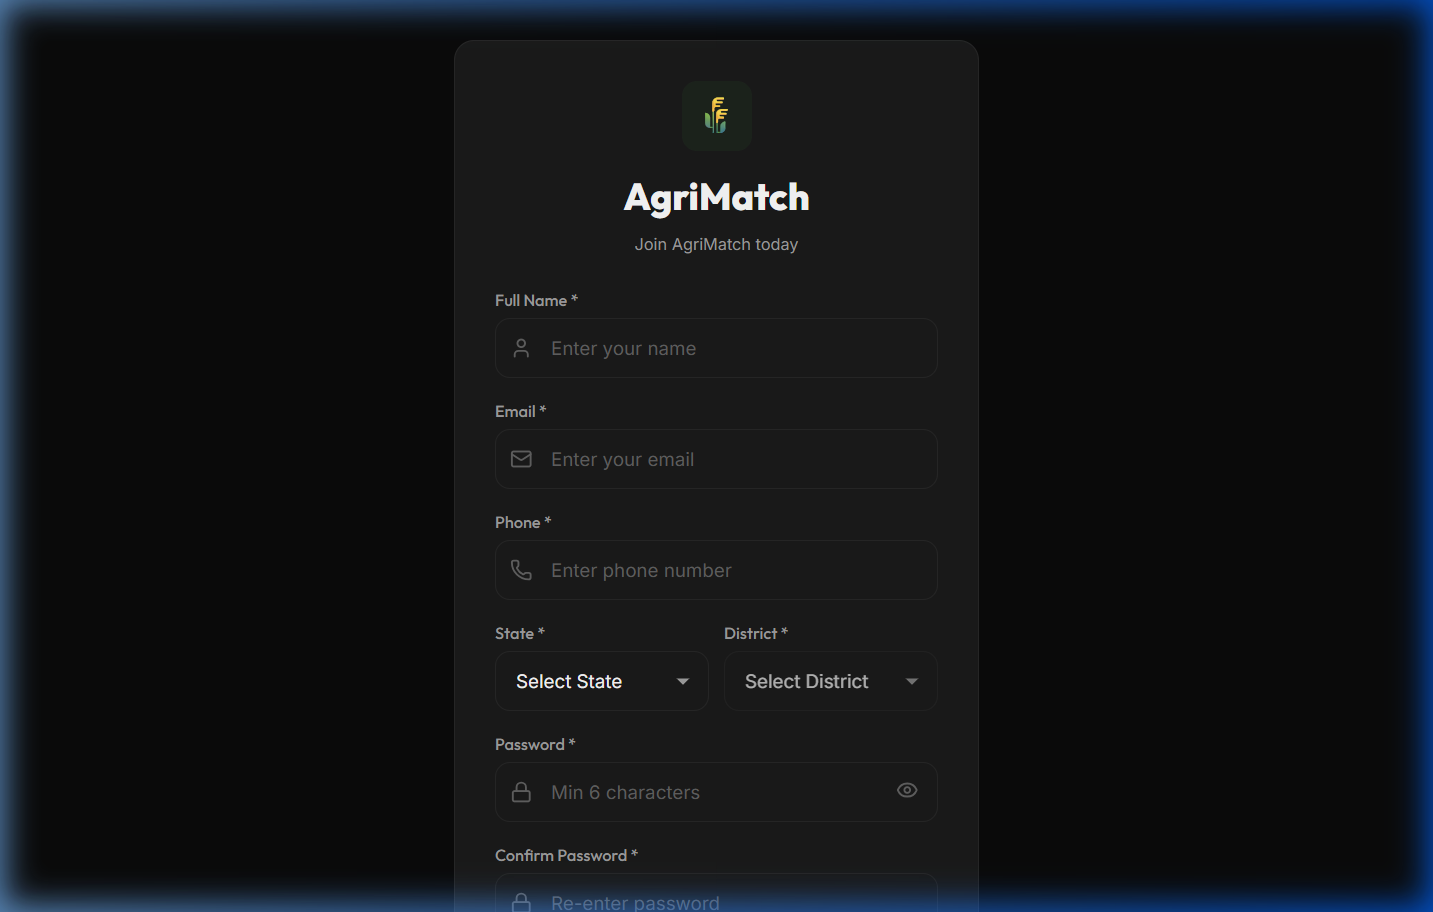 AgriMatch
Join AgriMatch today
Full Name *
Enter your name
Email *
Enter your email
Phone *
Enter phone number
State * District *
Select State Select District
Password *
Min 6 characters
Confirm Password *
Re-enter password